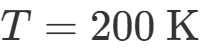 T = 200 K